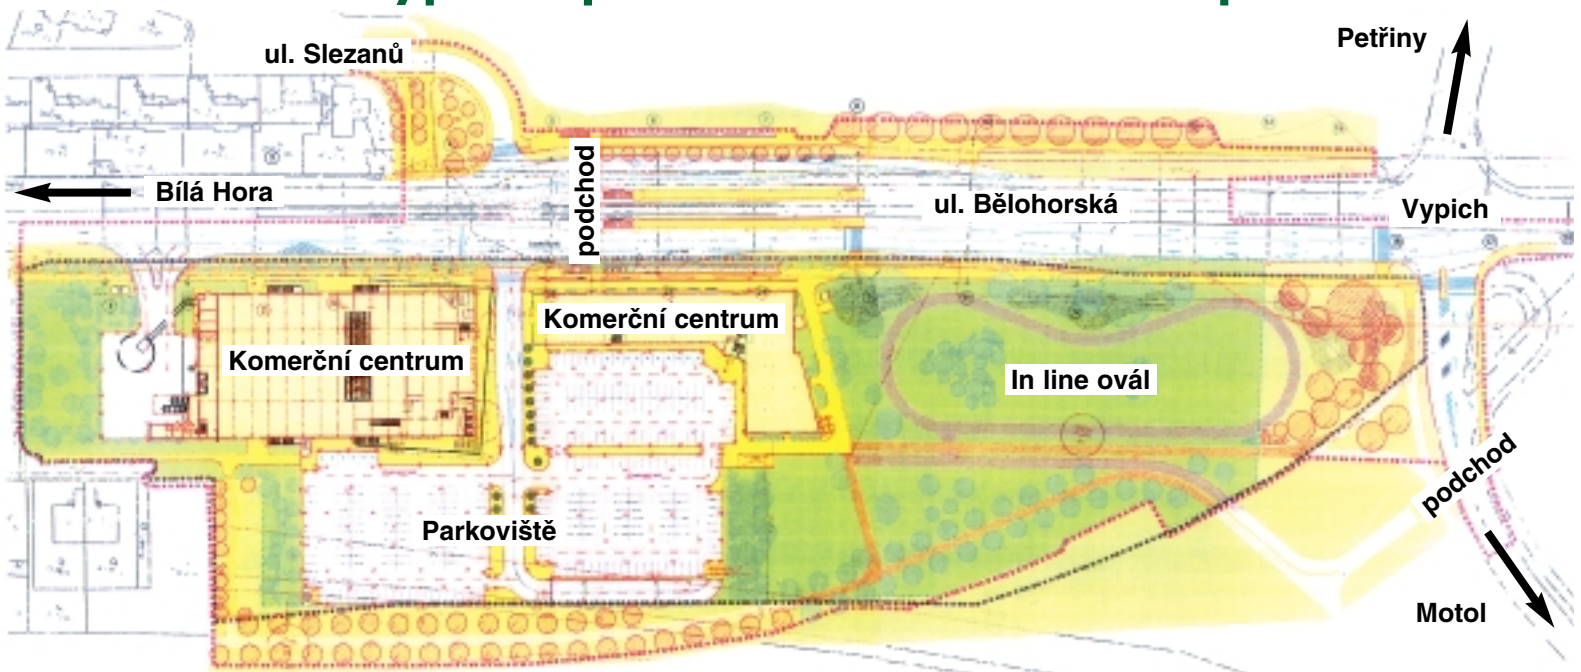 Petřiny
ul. Slezanů
podchod
Bílá Hora
ul. Bělohorská
Vypich
Komerční centrum
Komerční centrum
In line ovál
podchod
Parkoviště
Motol